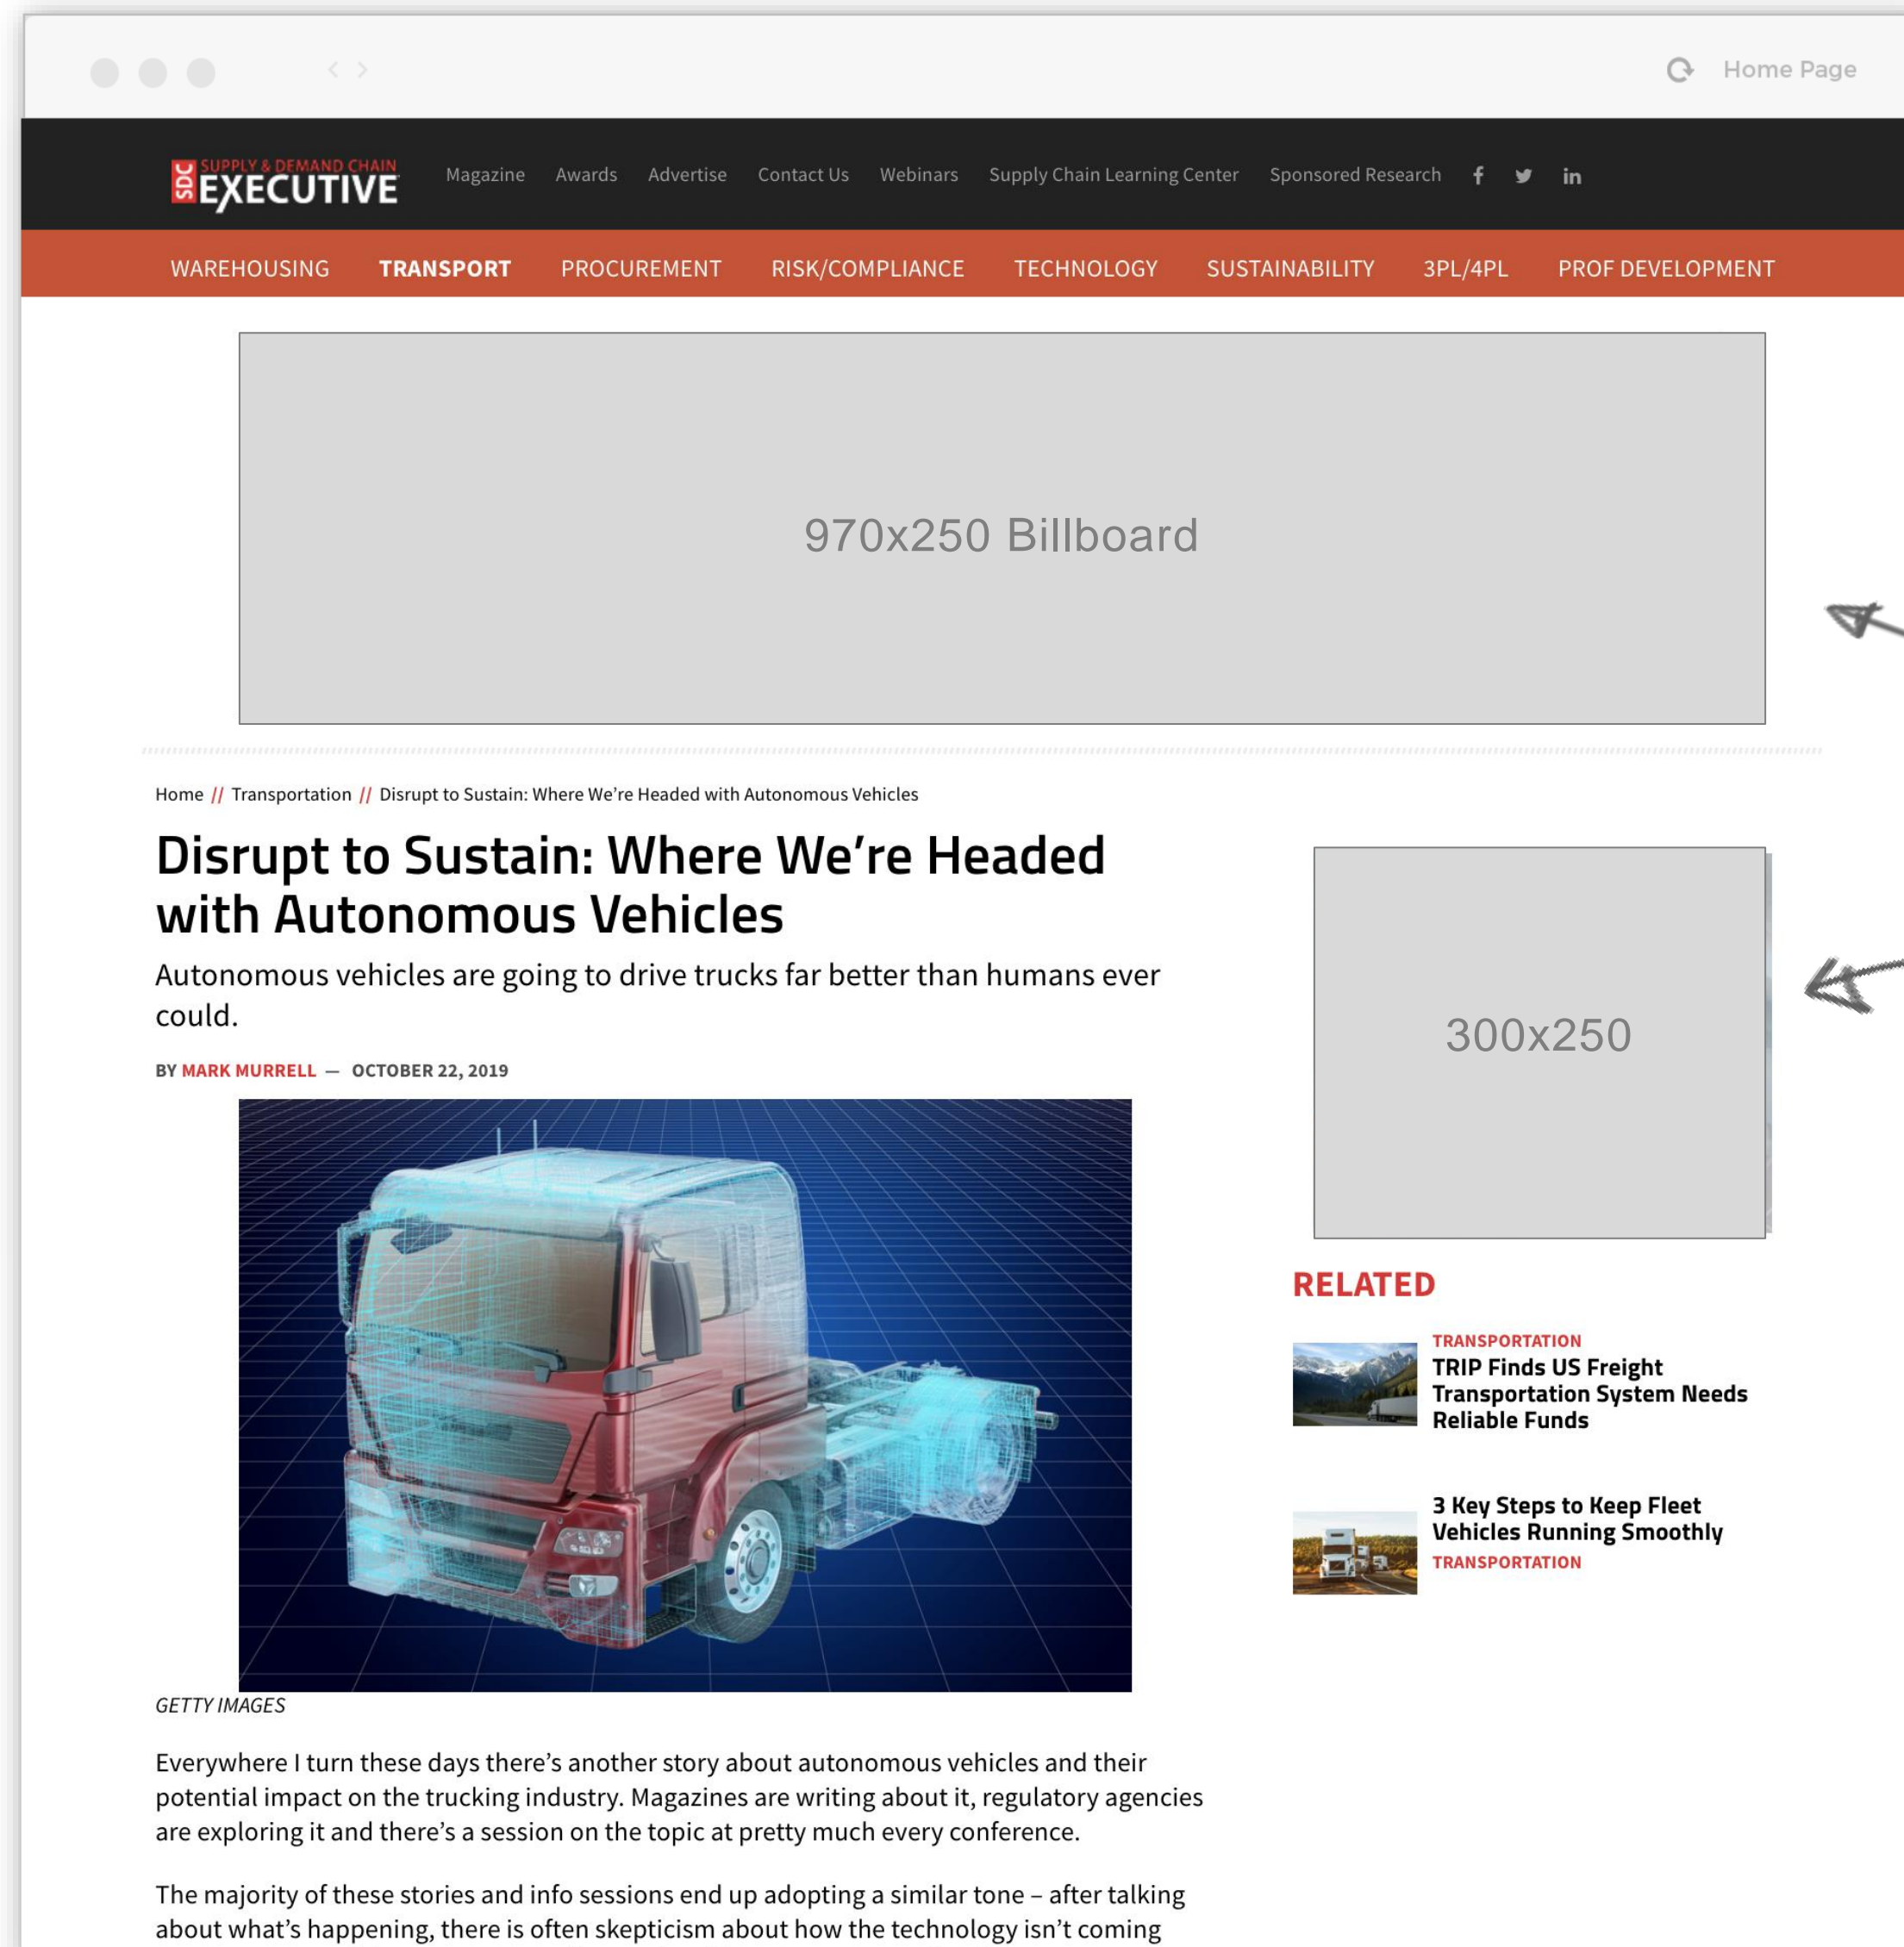 Home Page
SDC SUPPLY & DEMAND CHAIN
EXECUTIVE
Magazine Awards Advertise Contact Us Webinars Supply Chain Learning Center Sponsored Research f in
WAREHOUSING TRANSPORT PROCUREMENT RISK/COMPLIANCE TECHNOLOGY SUSTAINABILITY 3PL/4PL PROF DEVELOPMENT
970x250 Billboard
Home // Transportation // Disrupt to Sustain: Where We're Headed with Autonomous Vehicles
Disrupt to Sustain: Where We're Headed
with Autonomous Vehicles
Autonomous vehicles are going to drive trucks far better than humans ever
could.
BY MARK MURRELL — OCTOBER 22, 2019
GETTY IMAGES
Everywhere I turn these days there's another story about autonomous vehicles and their
potential impact on the trucking industry. Magazines are writing about it, regulatory agencies
are exploring it and there's a session on the topic at pretty much every conference.
The majority of these stories and info sessions end up adopting a similar tone – after talking
about what's happening, there is often skepticism about how the technology isn't coming
300x250
RELATED
TRANSPORTATION
TRIP Finds US Freight
Transportation System Needs
Reliable Funds
3 Key Steps to Keep Fleet
Vehicles Running Smoothly
TRANSPORTATION